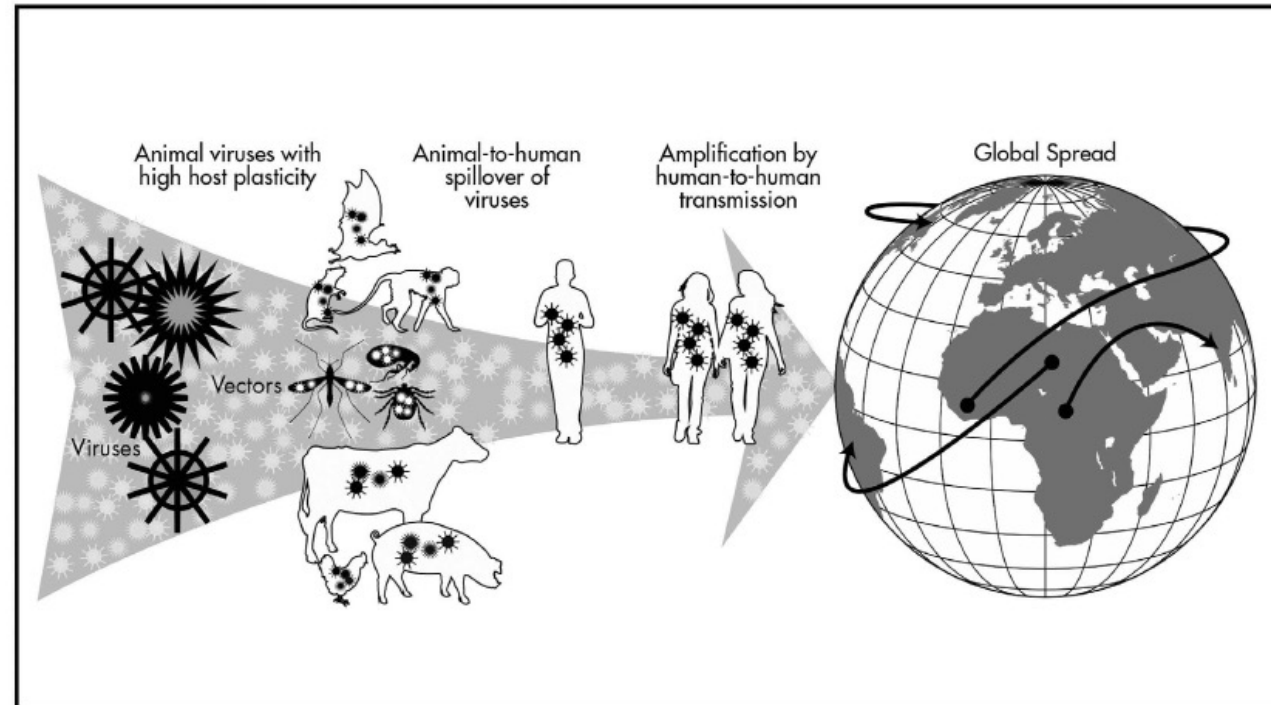 Animal viruses with
high host plasticity
Animal-to-human
spillover of
viruses
Amplification by
human-to-human
transmission
Global Spread
Vectors
Viruses